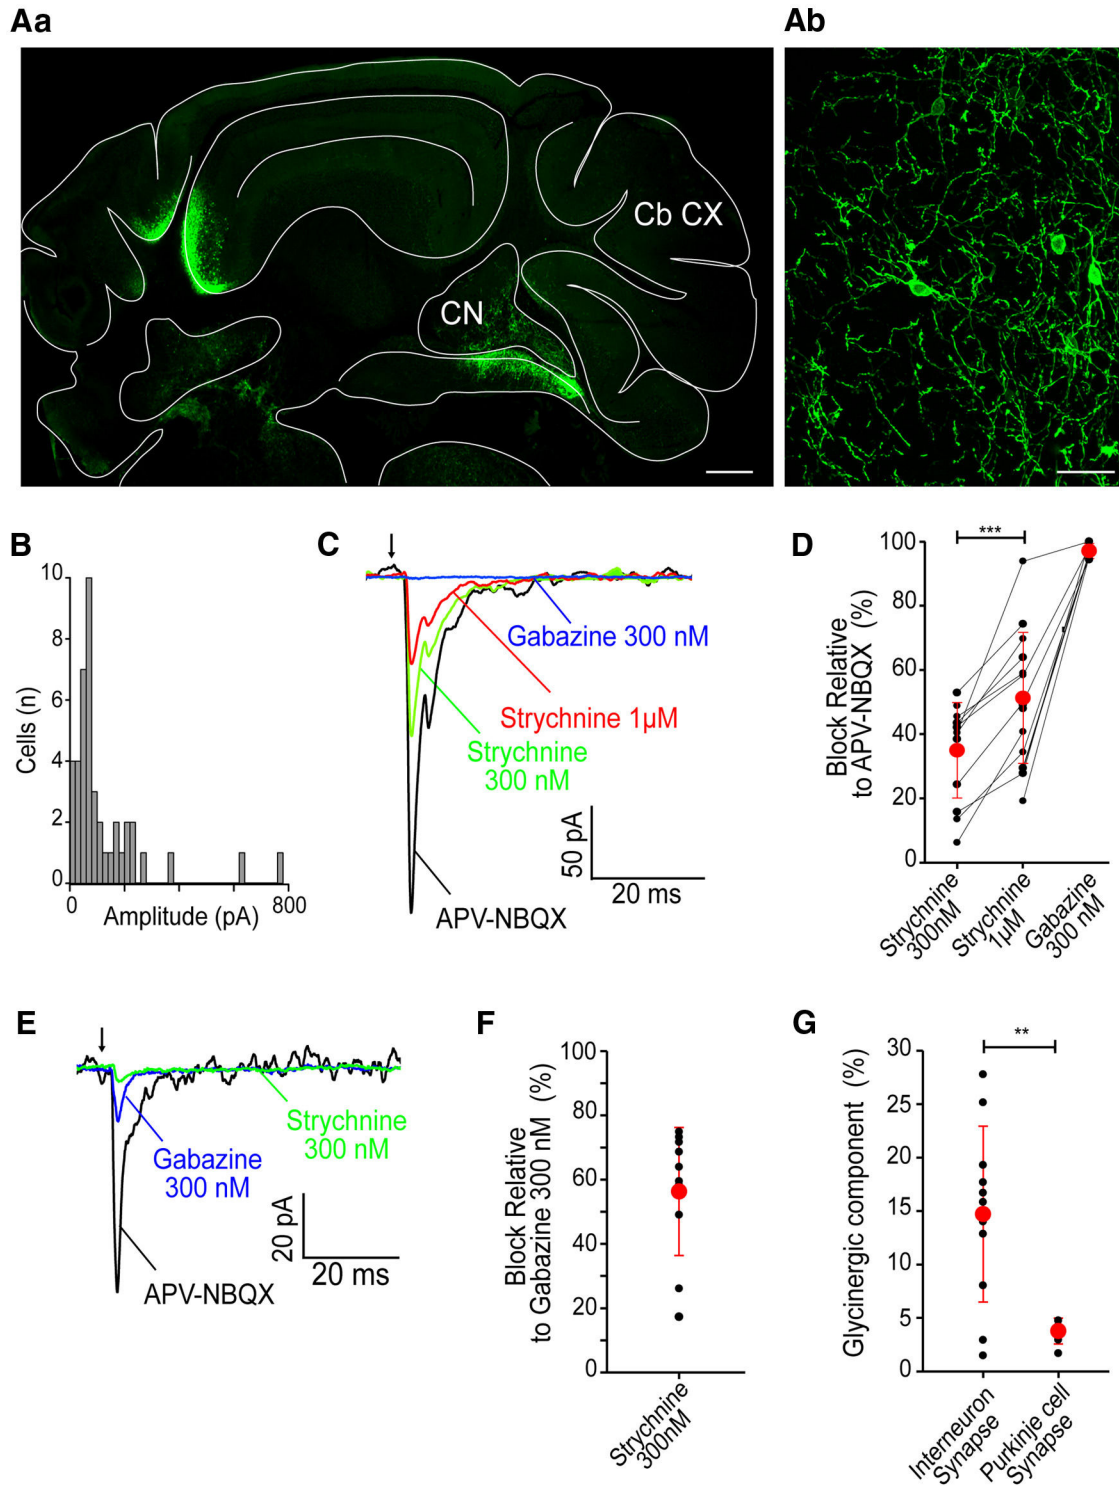 Aa
Ab
Cb CX
CN
B
C
D
10
8
6
4
2
0
Cells (n)
0
800
Amplitude (pA)
Gabazine 300 nM
Strychnine 1µM
Strychnine
300 nM
APV-NBQX
50 pA
20 ms
***
100
80
60
40
20
0
Block Relative
to APV-NBQX (%)
Strychnine
300nM
Strychnine
1µM
Gabazine
300 nM
E
F
G
Strychnine
300 nM
Gabazine
300 nM
APV-NBQX
20 pA
20 ms
100
80
60
40
20
0
Block Relative
to Gabazine 300 nM (%)
Strychnine
300nM
**
30
25
20
15
10
5
0
Glycinergic component (%)
Interneuron
Synapse
Purkinje cell
Synapse